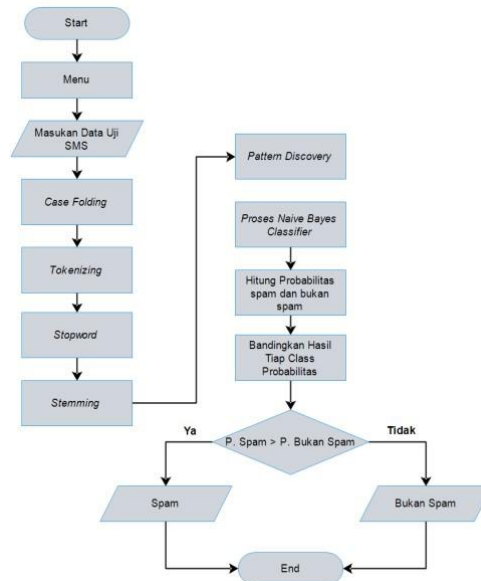 Start
Menu
Masukan Data Uji
SMS
Case Folding
Tokenizing
Stopword
Stemming
Pattern Discovery
Proses Naive Bayes
Classifier
Hitung Probabilitas
spam dan bukan
spam
Bandingkan Hasil
Tiap Class
Probabilitas
P. Spam > P. Bukan Spam
Ya
Tidak
Spam
Bukan Spam
End